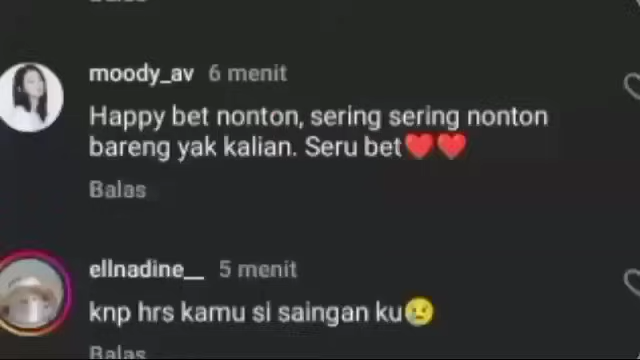 Balas
moody_av 6 menit
Happy bet nonton, sering sering nonton
bareng yak kalian. Seru bet❤️❤️
Balas
ellnadine__ 5 menit
knp hrs kamu si saingan ku😢
Balas